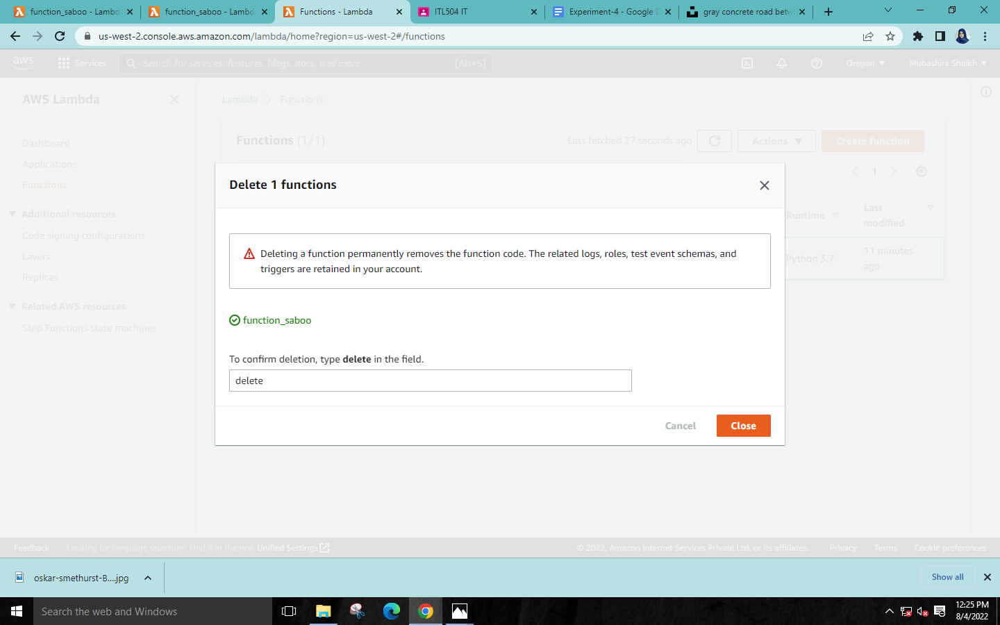 function_saboo - Lambd
function_saboo - Lambd
Functions - Lambda
ITL504 IT
Experiment-4 - Google D
gray concrete road betw
us-west-2.console.aws.amazon.com/lambda/home?region=us-west-2#/functions
aws
Services
Search for services, features, blogs, docs, and more
[Alt+S]
Oregon
Mubashira Shaikh
AWS Lambda
Lambda
Functions
Dashboard
Applications
Functions
Additional resources
Code signing configurations
Layers
Replicas
Related AWS resources
Step Functions state machines
Functions (1/1)
Last fetched 27 seconds ago
Actions
Create function
1
Runtime
Last
modified
Python 3.7
11 minutes
ago
Delete 1 functions
Deleting a function permanently removes the function code. The related logs, roles, test event schemas, and
triggers are retained in your account.
function_saboo
To confirm deletion, type delete in the field.
delete
Cancel
Close
Feedback
Looking for language selection? Find it in the new Unified Settings
© 2022, Amazon Internet Services Private Ltd. or its affiliates.
Privacy
Terms
Cookie preferences
oskar-smethurst-B....jpg
Show all
Search the web and Windows
12:25 PM
8/4/2022